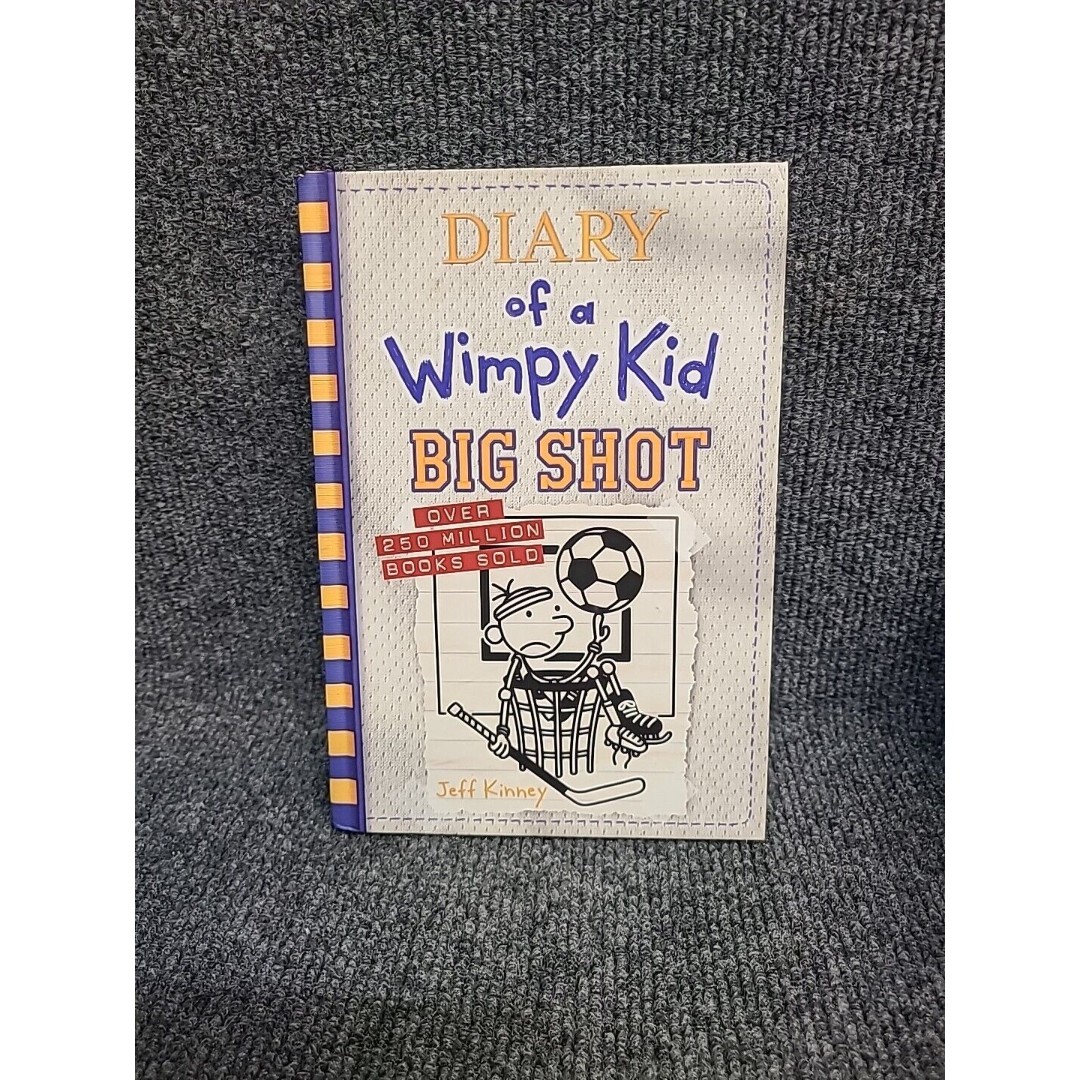 DIARY
of a
Wimpy Kid
BIG SHOT
OVER
250 MILLION
BOOKS SOLD
Jeff Kinney